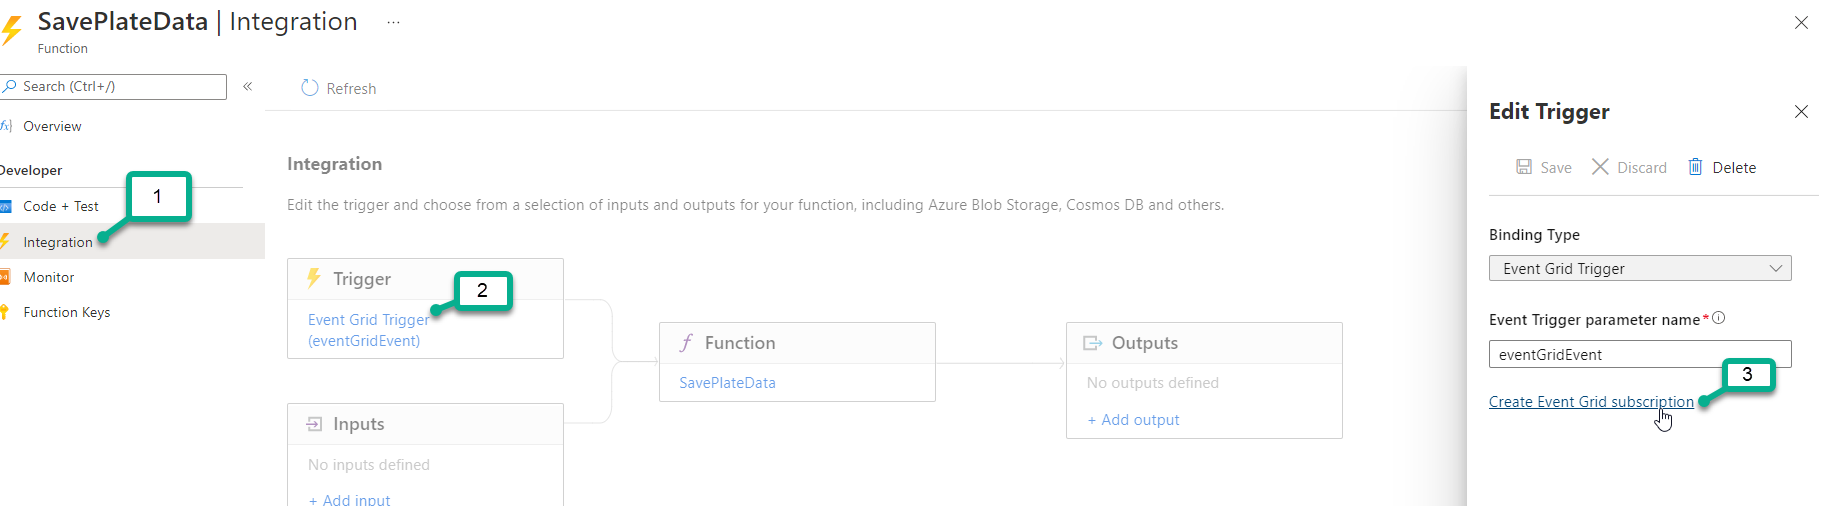 SavePlateData | Integration ...
Function
Search (Ctrl+/)
«
Refresh
Overview
Developer
Code + Test
Integration
Monitor
Function Keys
1
Integration
Edit the trigger and choose from a selection of inputs and outputs for your function, including Azure Blob Storage, Cosmos DB and others.
Trigger
Event Grid Trigger
(eventGridEvent)
2
Inputs
No inputs defined
+ Add input
Function
SavePlateData
Outputs
No outputs defined
+ Add output
Edit Trigger
Save Discard Delete
Binding Type
Event Grid Trigger
Event Trigger parameter name*
eventGridEvent
3
Create Event Grid subscription